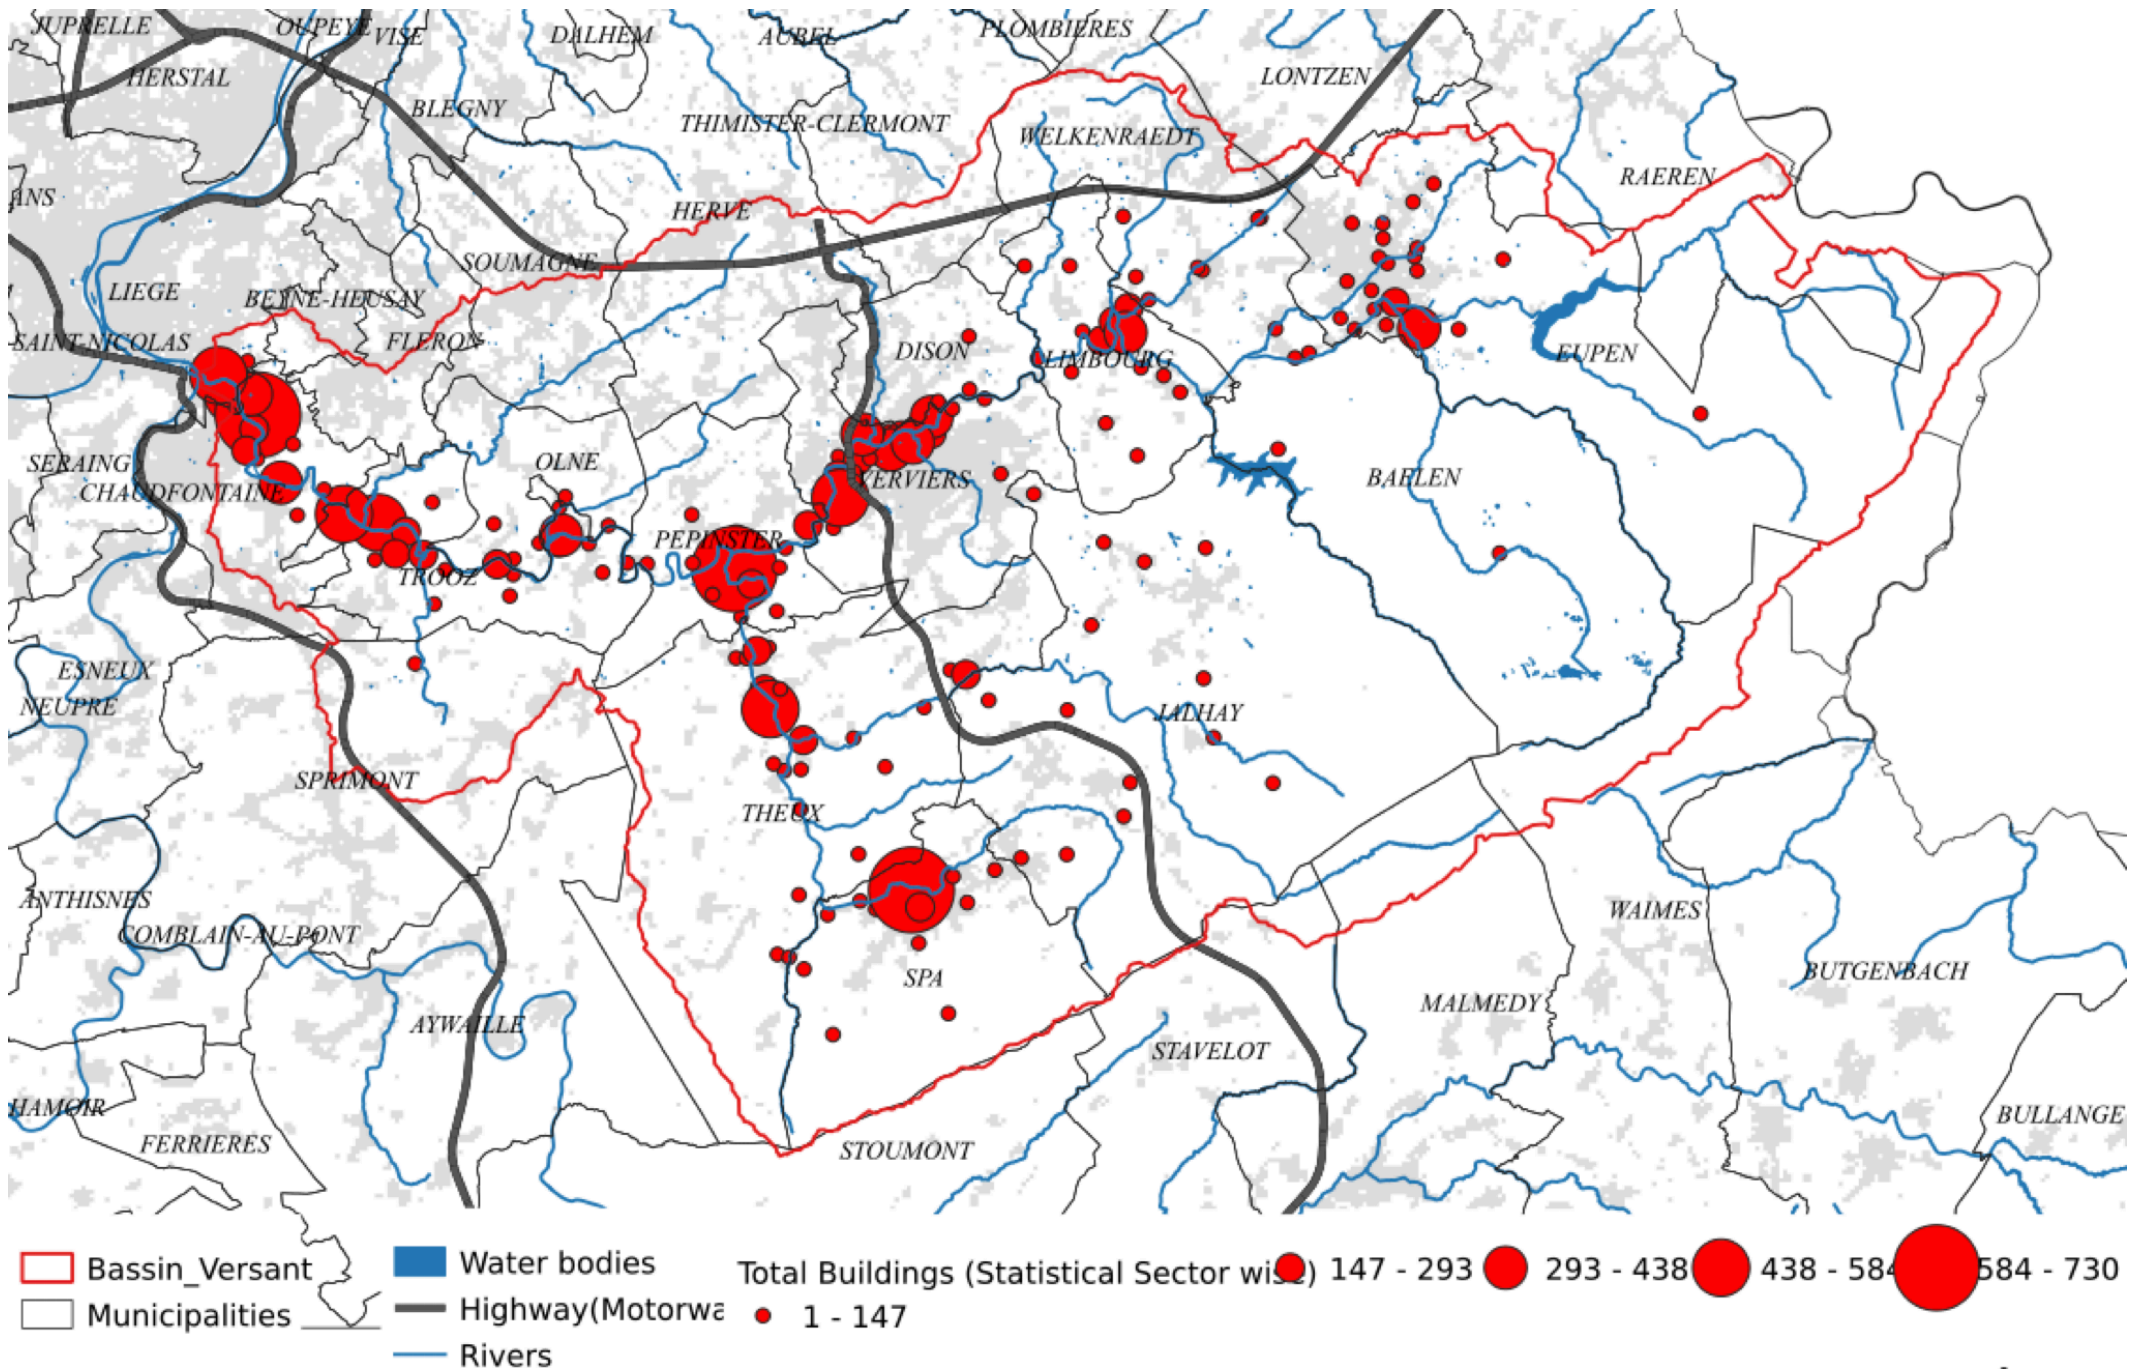 JUPRELLE
OUPEYE
VISE
DALHEM
AUBEL
PLOMBIERES
HERSTAL
LONTZEN
BLEGNY
THIMISTER-CLERMONT
WELKENRAEDT
RAEREN
ANS
HERVE
SOUMAGNE
LIEGE
BEYNE-HEUSAY
SAINT-NICOLAS
FLERON
DISON
LIMBOURG
EUPEN
SERAING
OLNE
CHAUDFONTAINE
VERVIERS
BAELEN
PEPINSTER
TROOZ
ESNEUX
NEUPRE
JALHAY
SPRIMONT
THEUX
ANTHISNES
WAIMES
COMBLAIN-AU-PONT
SPA
BUTGENBACH
MALMEDY
AYWAILLE
STAVELOT
HAMOIR
FERRIERES
STOUMONT
BULLANGE
Bassin_Versant
Municipalities
Water bodies
Highway(Motorwa
Rivers
Total Buildings (Statistical Sector wise)
1 - 147
147 - 293
293 - 438
438 - 584
584 - 730